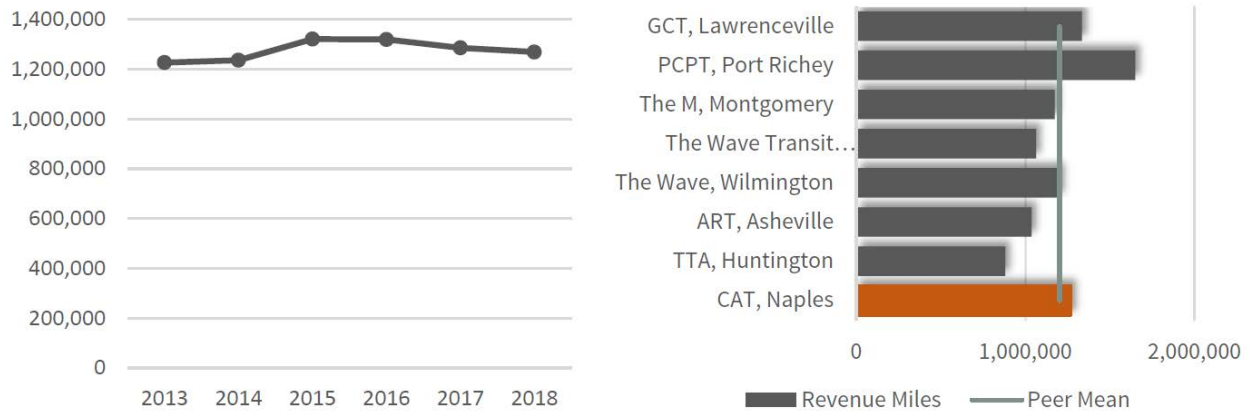 1,400,000
1,200,000
1,000,000
800,000
600,000
400,000
200,000
0
2013 2014 2015 2016 2017 2018
GCT, Lawrenceville
PCPT, Port Richey
The M, Montgomery
The Wave Transit…
The Wave, Wilmington
ART, Asheville
TTA, Huntington
CAT, Naples
0 1,000,000 2,000,000
Revenue Miles Peer Mean